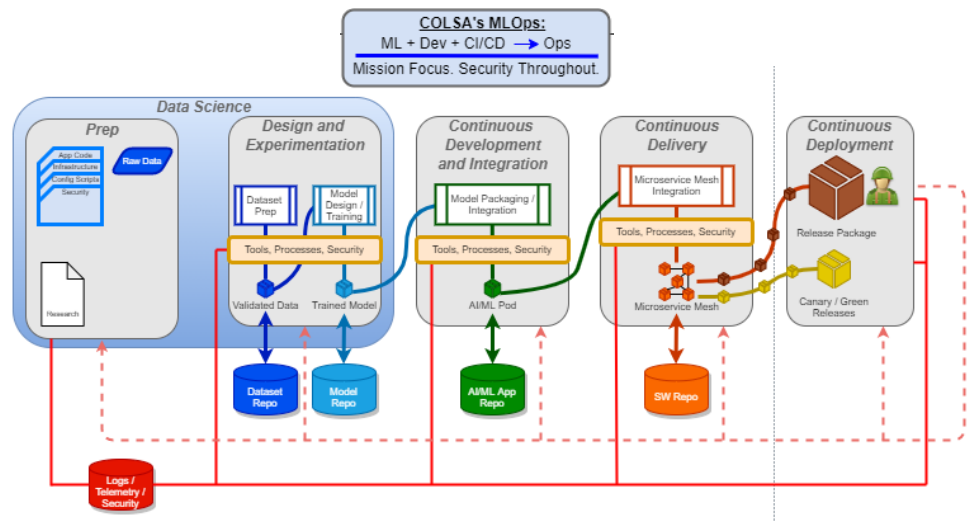 COLSA's MLOps:
ML + Dev + CI/CD → Ops
Mission Focus. Security Throughout.
Data Science
Prep
App Code
Infrastructure
Config Scripts
Security
Raw Data
Research
Design and
Experimentation
Dataset
Prep
Model
Design /
Training
Tools, Processes, Security
Validated Data
Trained Model
Dataset
Repo
Model
Repo
Continuous
Development
and Integration
Model Packaging /
Integration
Tools, Processes, Security
AI/ML Pod
AI/ML App
Repo
Continuous
Delivery
Microservice Mesh
Integration
Tools, Processes, Security
Microservice Mesh
SW Repo
Continuous
Deployment
Release Package
Canary / Green
Releases
Logs /
Telemetry /
Security